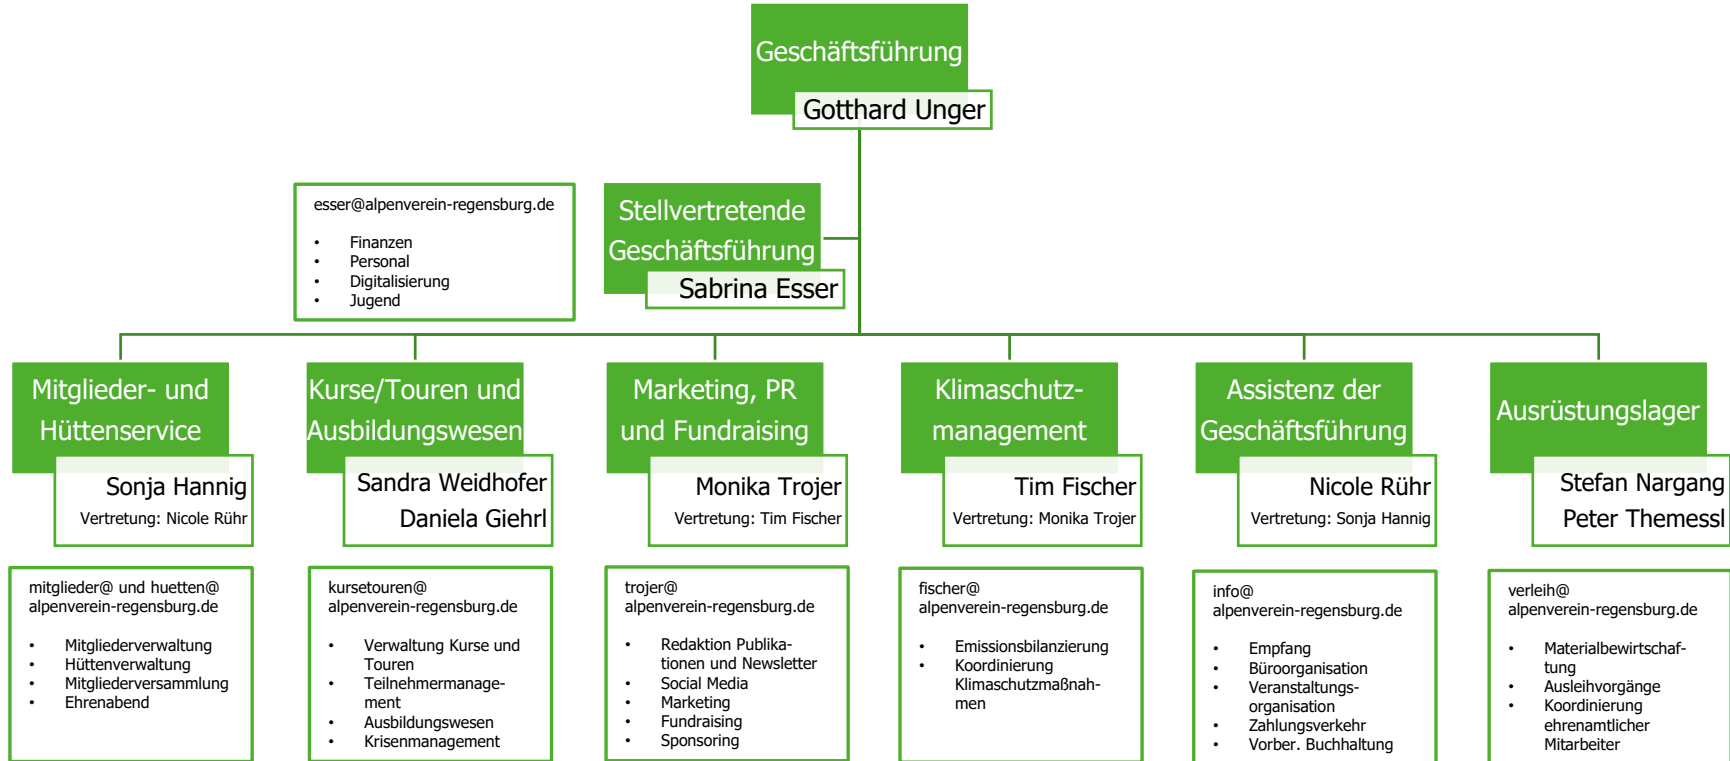 Geschäftsführung
Gotthard Unger
esser@alpenverein-regensburg.de
• Finanzen
• Personal
• Digitalisierung
• Jugend
Stellvertretende
Geschäftsführung
Sabrina Esser
Mitglieder- und
Hüttenservice
Sonja Hannig
Vertretung: Nicole Rühr
mitglieder@ und huetten@
alpenverein-regensburg.de
• Mitgliederverwaltung
• Hüttenverwaltung
• Mitgliederversammlung
• Ehrenabend
Kurse/Touren und
Ausbildungswesen
Sandra Weidhofer
Daniela Giehrl
kursetouren@
alpenverein-regensburg.de
• Verwaltung Kurse und
Touren
• Teilnehmermanage-
ment
• Ausbildungswesen
• Krisenmanagement
Marketing, PR
und Fundraising
Monika Trojer
Vertretung: Tim Fischer
trojer@
alpenverein-regensburg.de
• Redaktion Publika-
tionen und Newsletter
• Social Media
• Marketing
• Fundraising
• Sponsoring
Klimaschutz-
management
Tim Fischer
Vertretung: Monika Trojer
fischer@
alpenverein-regensburg.de
• Emissionsbilanzierung
• Koordinierung
Klimaschutzmaßnah-
men
Assistenz der
Geschäftsführung
Nicole Rühr
Vertretung: Sonja Hannig
info@
alpenverein-regensburg.de
• Empfang
• Büroorganisation
• Veranstaltungs-
organisation
• Zahlungsverkehr
• Vorber. Buchhaltung
Ausrüstungslager
Stefan Nargang
Peter Themessl
verleih@
alpenverein-regensburg.de
• Materialbewirtschaf-
tung
• Ausleihvorgänge
• Koordinierung
ehrenamtlicher
Mitarbeiter